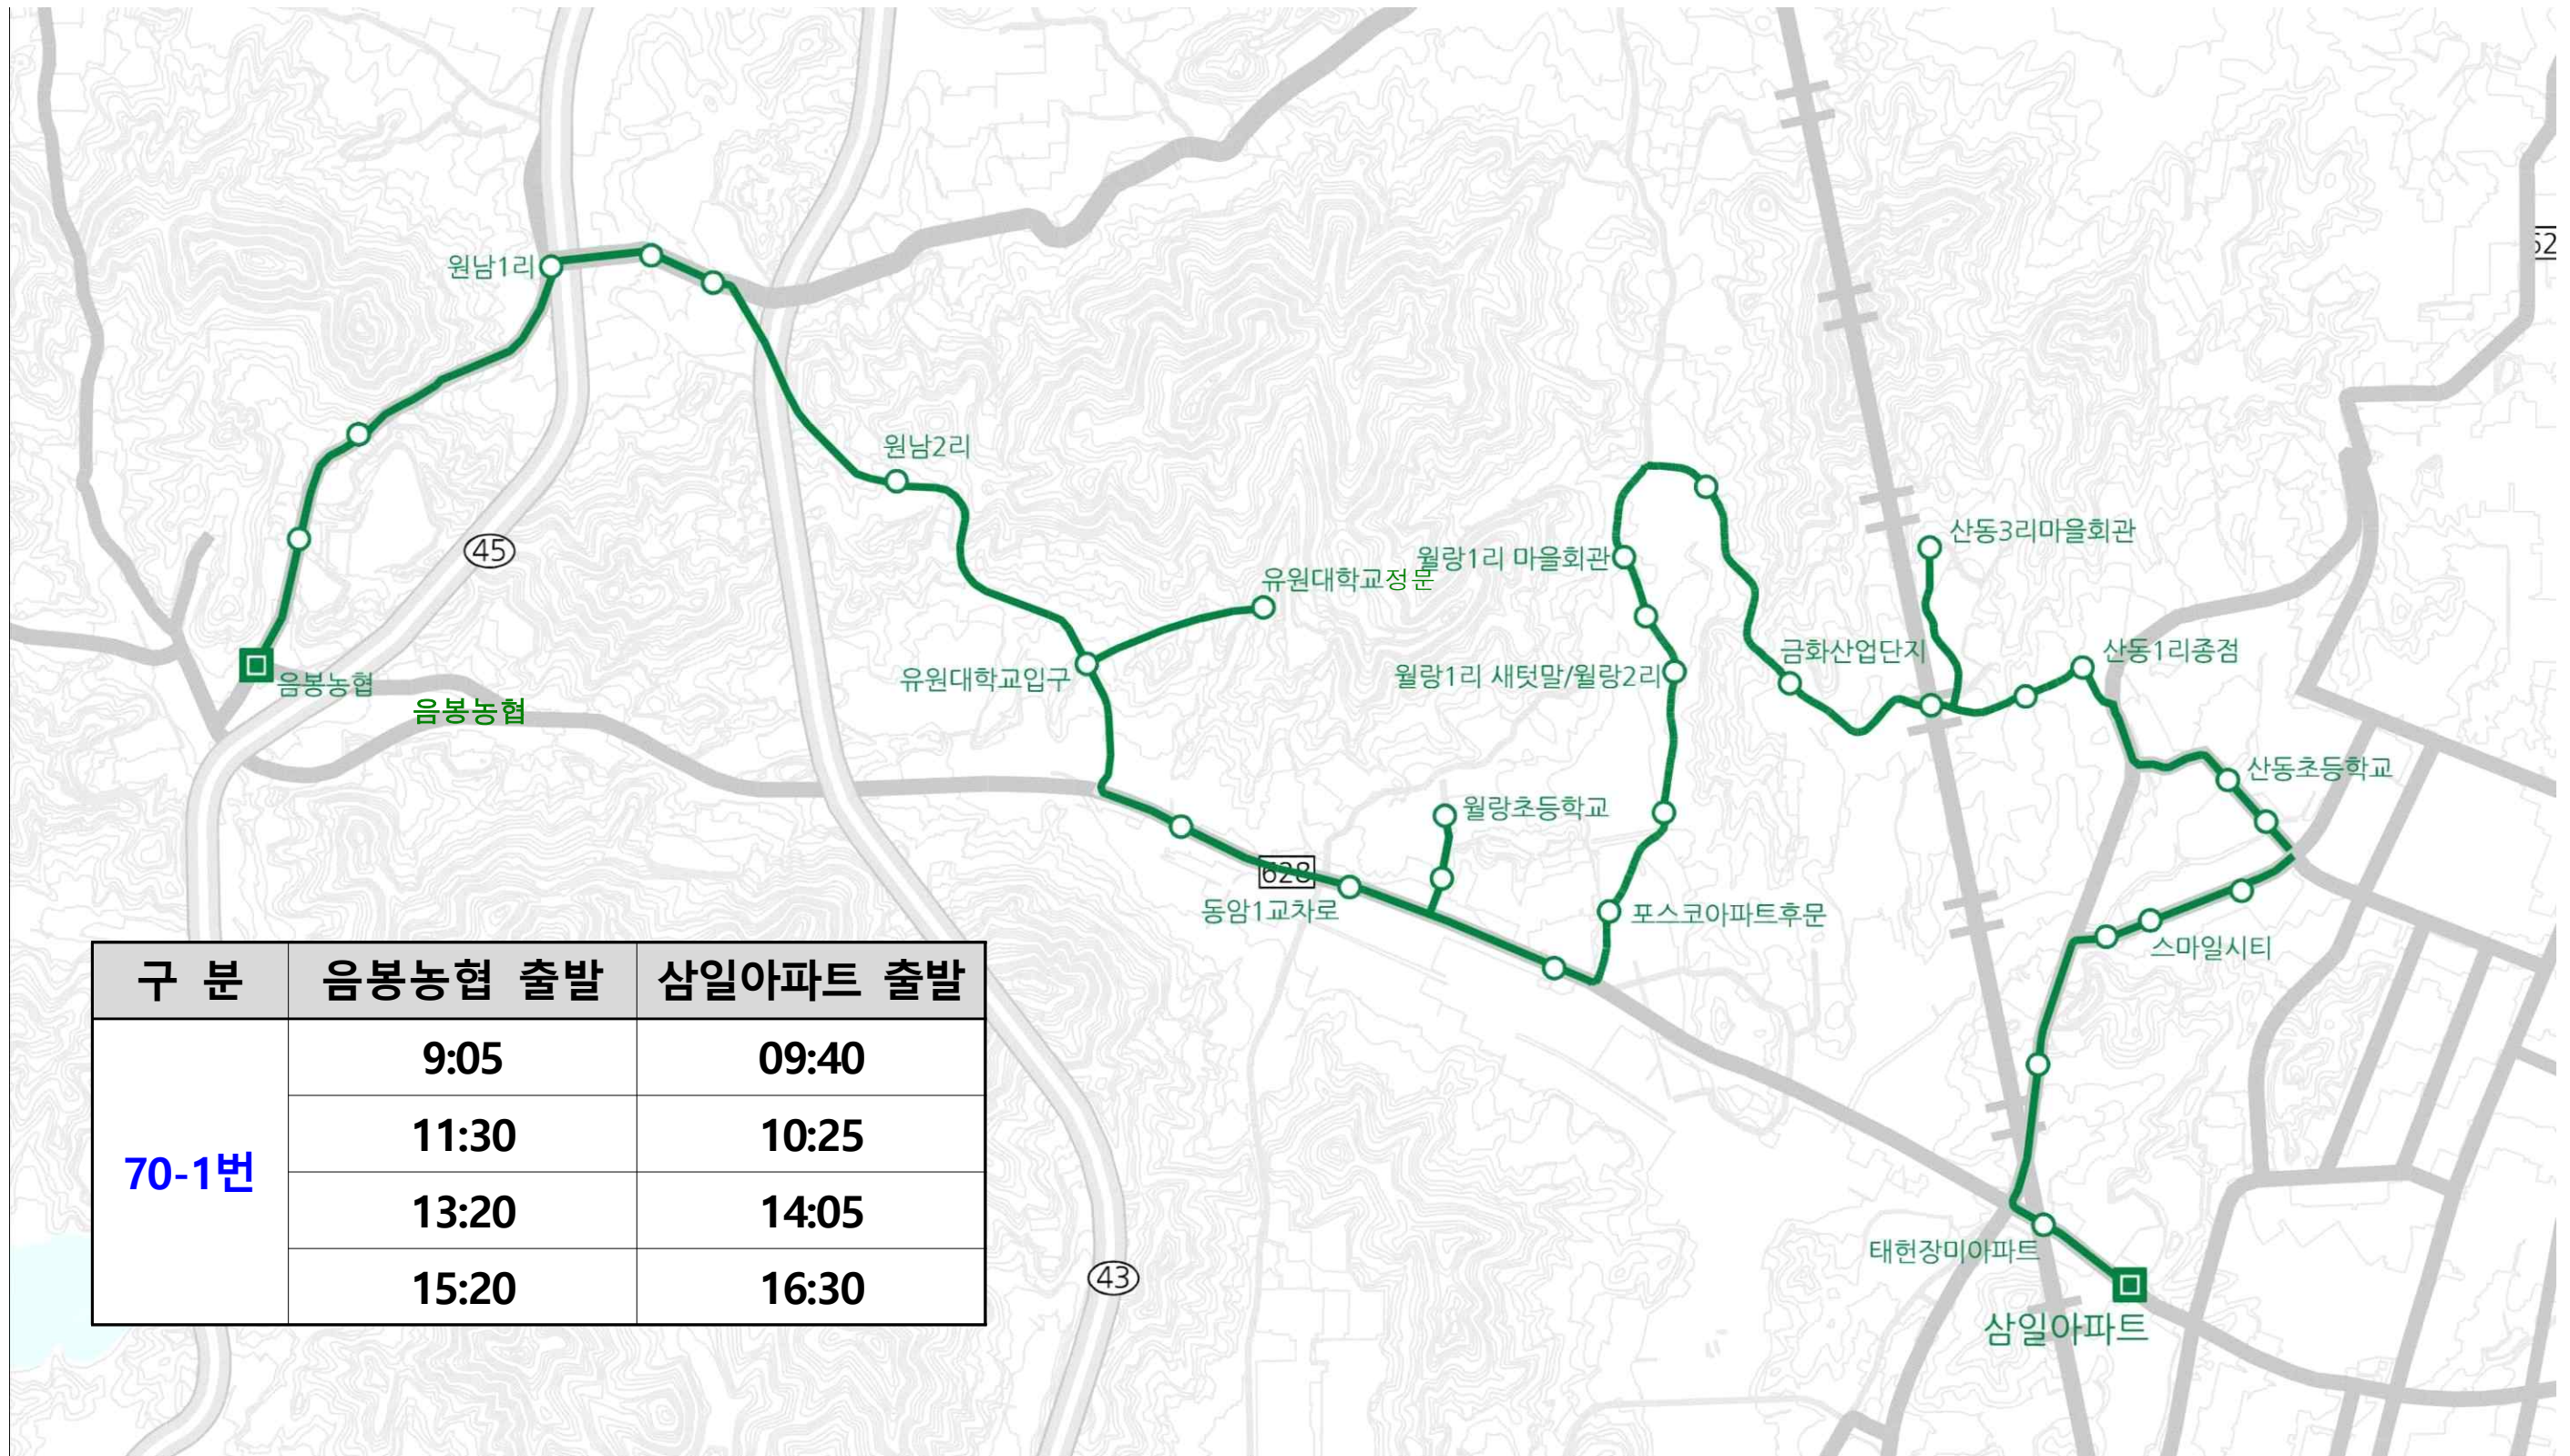 52
원남1리
원남2리
45
산동3리마을회관
월랑1리 마을회관
유원대학교정문
금화산업단지
산동1리종점
월랑1리 새텃말/월랑2리
유원대학교입구
음봉농협
음봉농협
산동초등학교
월랑초등학교
628
동암1교차로
포스코아파트후문
스마일시티
구 분 음봉농협 출발 삼일아파트 출발
70-1번
9:05 09:40
11:30 10:25
13:20 14:05
15:20 16:30
태헌장미아파트
43
삼일아파트